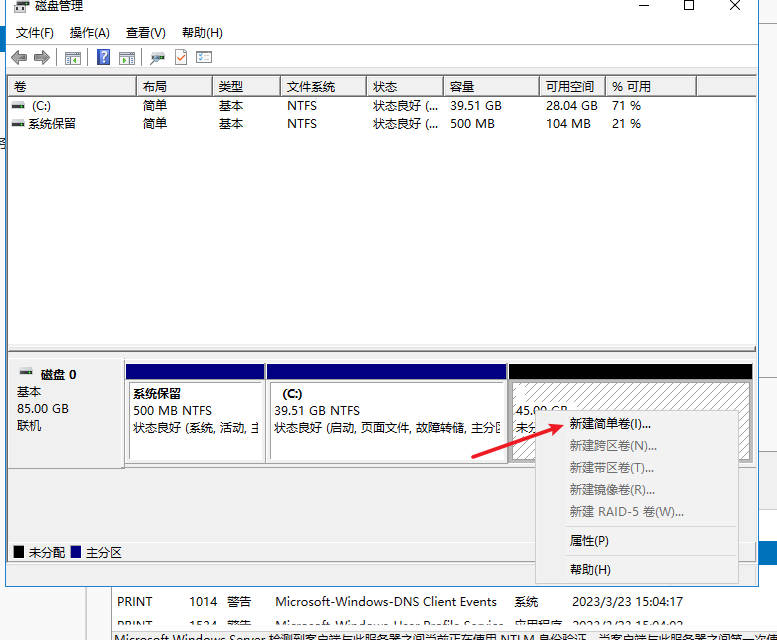 磁盘管理
文件(F) 操作(A) 查看(V) 帮助(H)
卷 布局 类型 文件系统 状态 容量 可用空间 % 可用
(C:) 简单 基本 NTFS 状态良好 (... 39.51 GB 28.04 GB 71 %
系统保留 简单 基本 NTFS 状态良好 (... 500 MB 104 MB 21 %
磁盘 0
基本
85.00 GB
联机
系统保留
500 MB NTFS
状态良好 (系统, 活动, 主
(C:)
39.51 GB NTFS
状态良好 (启动, 页面文件, 故障转储, 主分区
45.00 GB
未分
新建简单卷(I)...
新建跨区卷(N)...
新建带区卷(T)...
新建镜像卷(R)...
新建 RAID-5 卷(W)...
属性(P)
帮助(H)
未分配 主分区
PRINT 1014 警告 Microsoft-Windows-DNS Client Events 系统 2023/3/23 15:04:17
PRINT 1534 警告 Microsoft-Windows-User Profile Service 应用程序 2023/3/23 15:04:02
Microsoft Windows Server 检测到客户端与此服务器之间当前正在使用 NTLM 身份验证。当客户端与此服务器之间第一次使